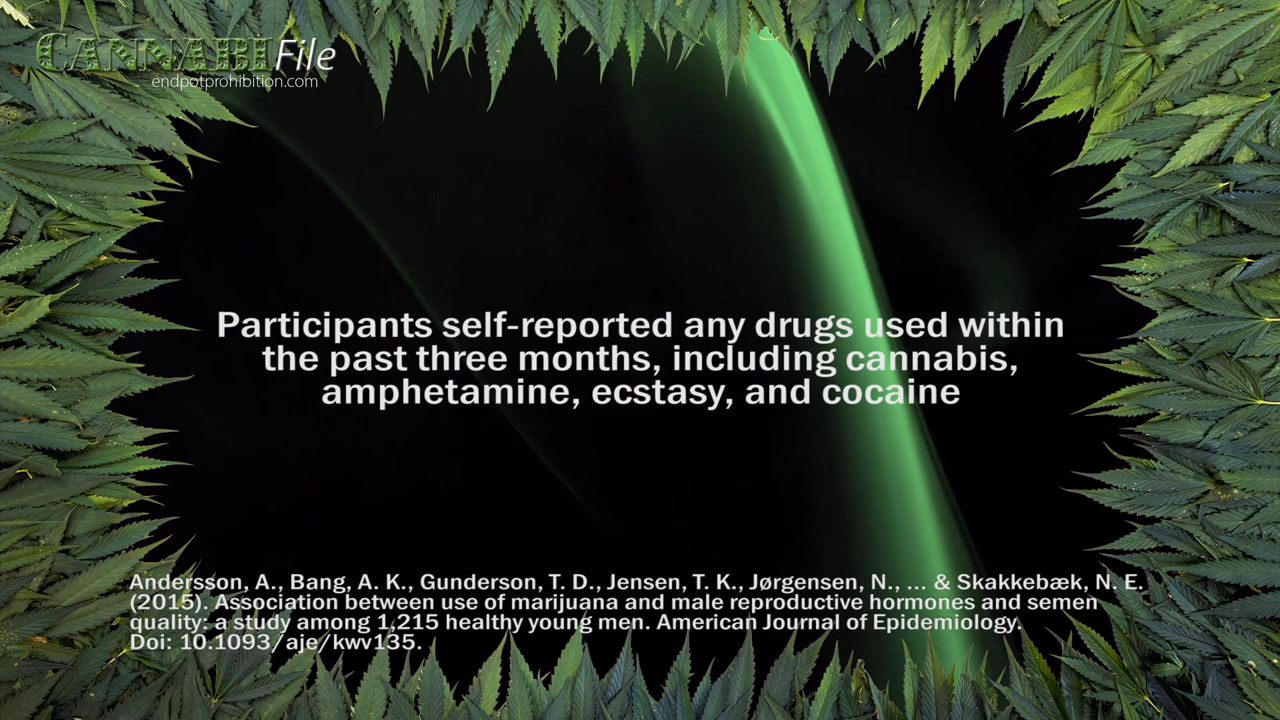 CANNABIFile
endpotprohibition.com
Participants self-reported any drugs used within
the past three months, including cannabis,
amphetamine, ecstasy, and cocaine
Andersson, A., Bang, A. K., Gunderson, T. D., Jensen, T. K., Jørgensen, N., ... & Skakkebæk, N. E.
(2015). Association between use of marijuana and male reproductive hormones and semen
quality: a study among 1,215 healthy young men. American Journal of Epidemiology.
Doi: 10.1093/aje/kwv135.